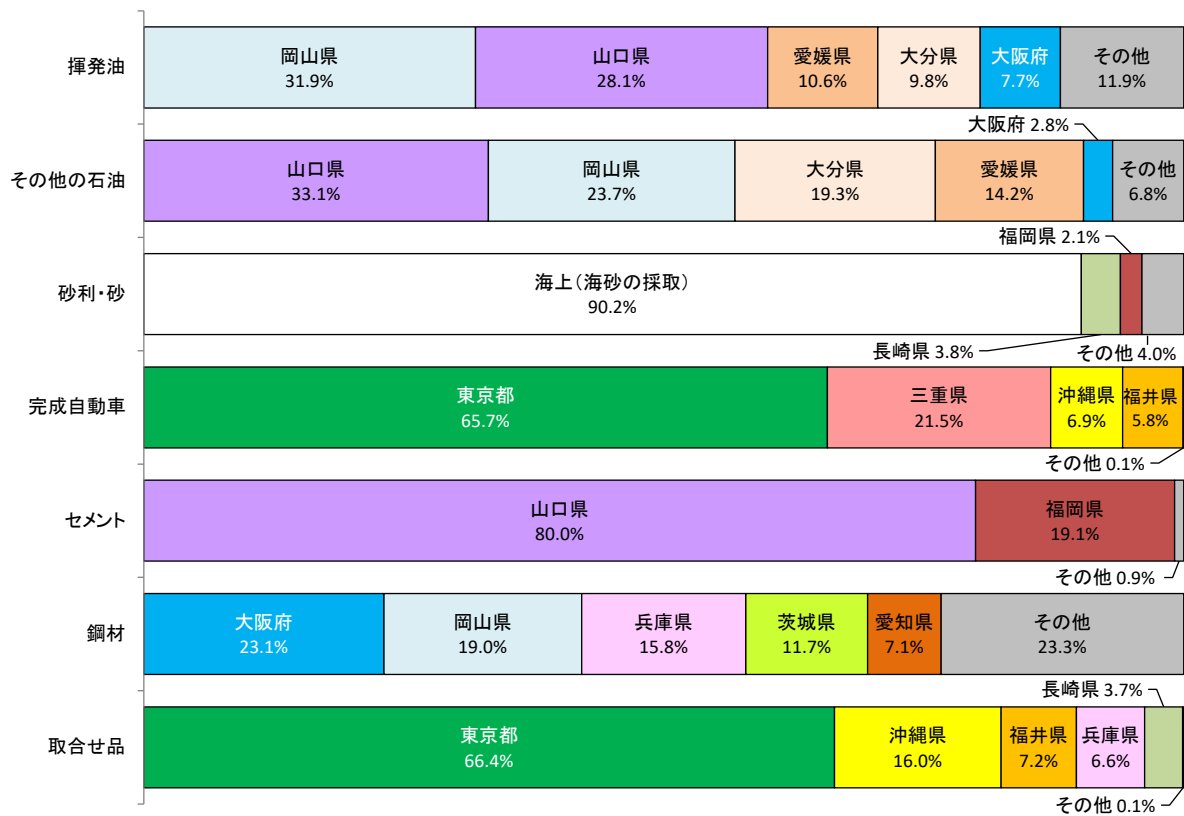 揮発油
岡山県
31.9%
山口県
28.1%
愛媛県
10.6%
大分県
9.8%
大阪府
7.7%
その他
11.9%
大阪府 2.8%
その他の石油
山口県
33.1%
岡山県
23.7%
大分県
19.3%
愛媛県
14.2%
その他
6.8%
福岡県 2.1%
砂利・砂
海上（海砂の採取）
90.2%
長崎県 3.8%
その他 4.0%
完成自動車
東京都
65.7%
三重県
21.5%
沖縄県
6.9%
福井県
5.8%
その他 0.1%
セメント
山口県
80.0%
福岡県
19.1%
その他 0.9%
鋼材
大阪府
23.1%
岡山県
19.0%
兵庫県
15.8%
茨城県
11.7%
愛知県
7.1%
その他
23.3%
長崎県 3.7%
取合せ品
東京都
66.4%
沖縄県
16.0%
福井県
7.2%
兵庫県
6.6%
その他 0.1%